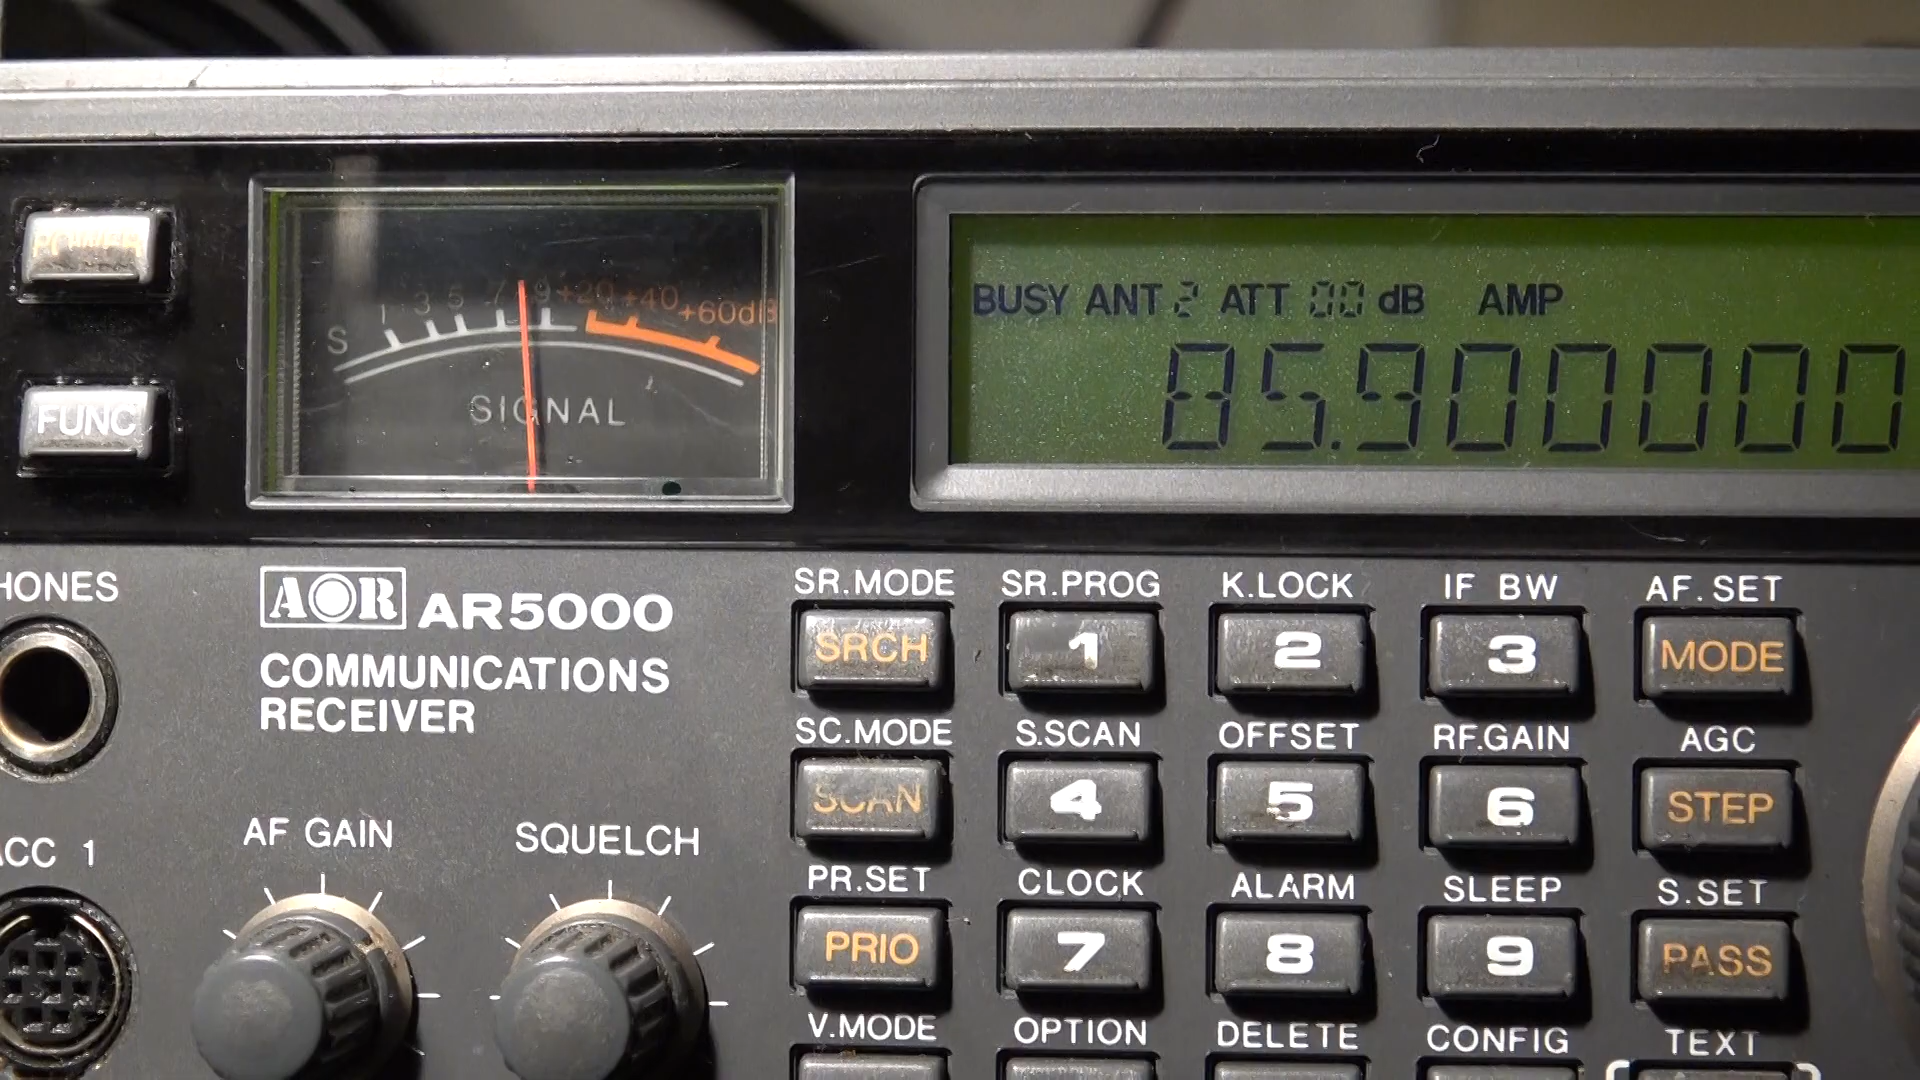 POWER
FUNC
S 1 3 5 7 9 +20 +40 +60dB
SIGNAL
BUSY ANT 2 ATT 00 dB AMP
85.900000
HONES
AOR AR5000
COMMUNICATIONS
RECEIVER
ACC 1
AF GAIN
SQUELCH
SR.MODE SR.PROG K.LOCK IF BW AF.SET
SRCH 1 2 3 MODE
SC.MODE S.SCAN OFFSET RF.GAIN AGC
SCAN 4 5 6 STEP
PR.SET CLOCK ALARM SLEEP S.SET
PRIO 7 8 9 PASS
V.MODE OPTION DELETE CONFIG TEXT